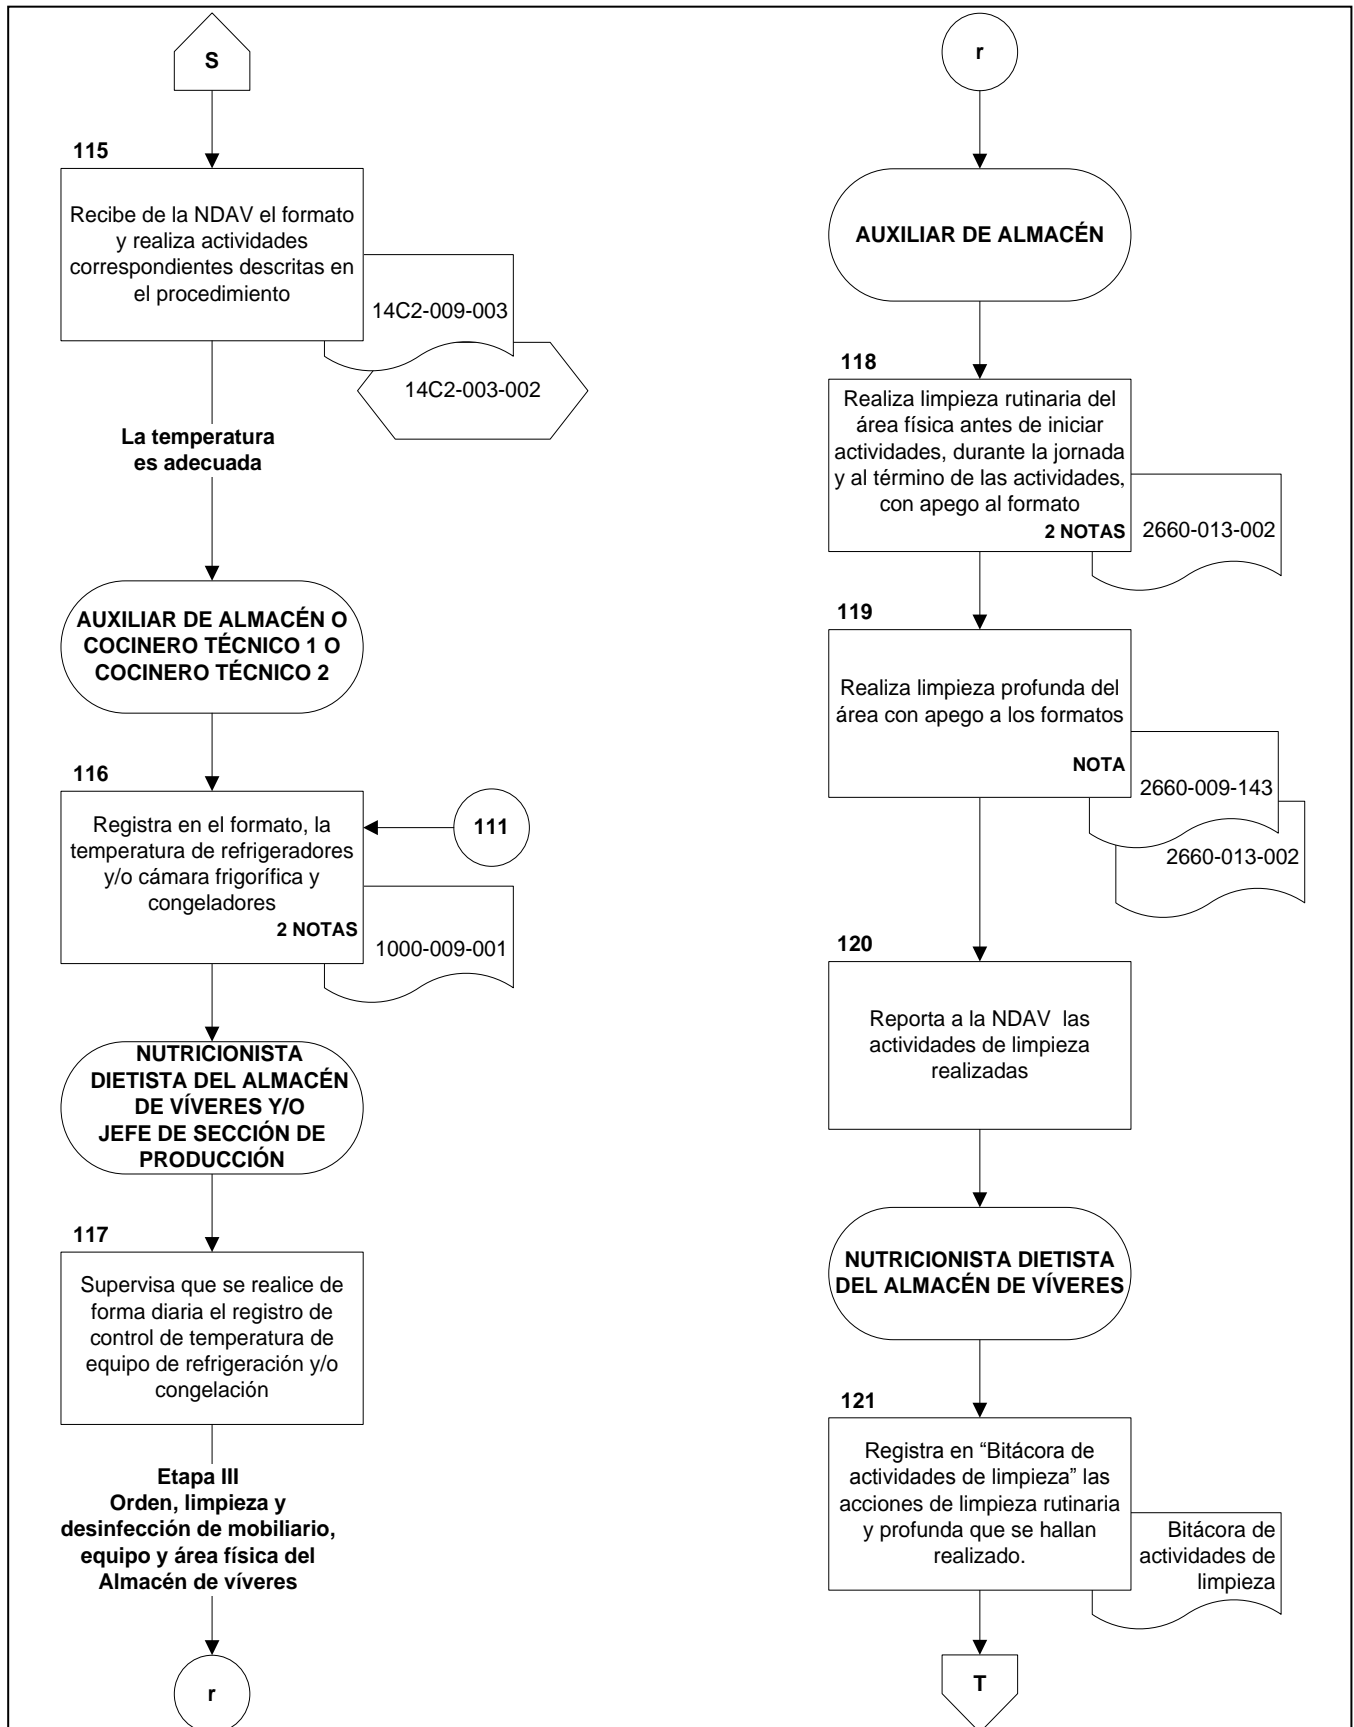 S
115
Recibe de la NDAV el formato
y realiza actividades
correspondientes descritas en
el procedimiento
14C2-009-003
14C2-003-002
La temperatura
es adecuada
AUXILIAR DE ALMACÉN O
COCINERO TÉCNICO 1 O
COCINERO TÉCNICO 2
116
Registra en el formato, la
temperatura de refrigeradores
y/o cámara frigorífica y
congeladores
2 NOTAS
111
1000-009-001
NUTRICIONISTA
DIETISTA DEL ALMACÉN
DE VÍVERES Y/O
JEFE DE SECCIÓN DE
PRODUCCIÓN
117
Supervisa que se realice de
forma diaria el registro de
control de temperatura de
equipo de refrigeración y/o
congelación
Etapa III
Orden, limpieza y
desinfección de mobiliario,
equipo y área física del
Almacén de víveres
r
r
AUXILIAR DE ALMACÉN
118
Realiza limpieza rutinaria del
área física antes de iniciar
actividades, durante la jornada
y al término de las actividades,
con apego al formato
2 NOTAS
2660-013-002
119
Realiza limpieza profunda del
área con apego a los formatos
NOTA
2660-009-143
2660-013-002
120
Reporta a la NDAV las
actividades de limpieza
realizadas
NUTRICIONISTA DIETISTA
DEL ALMACÉN DE VÍVERES
121
Registra en “Bitácora de
actividades de limpieza” las
acciones de limpieza rutinaria
y profunda que se hallan
realizado.
Bitácora de
actividades de
limpieza
T